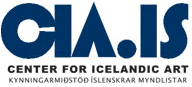 CIA.IS
CENTER FOR ICELANDIC ART
KYNNINGARMIÐSTÖÐ ÍSLENSKRAR MYNDLISTAR